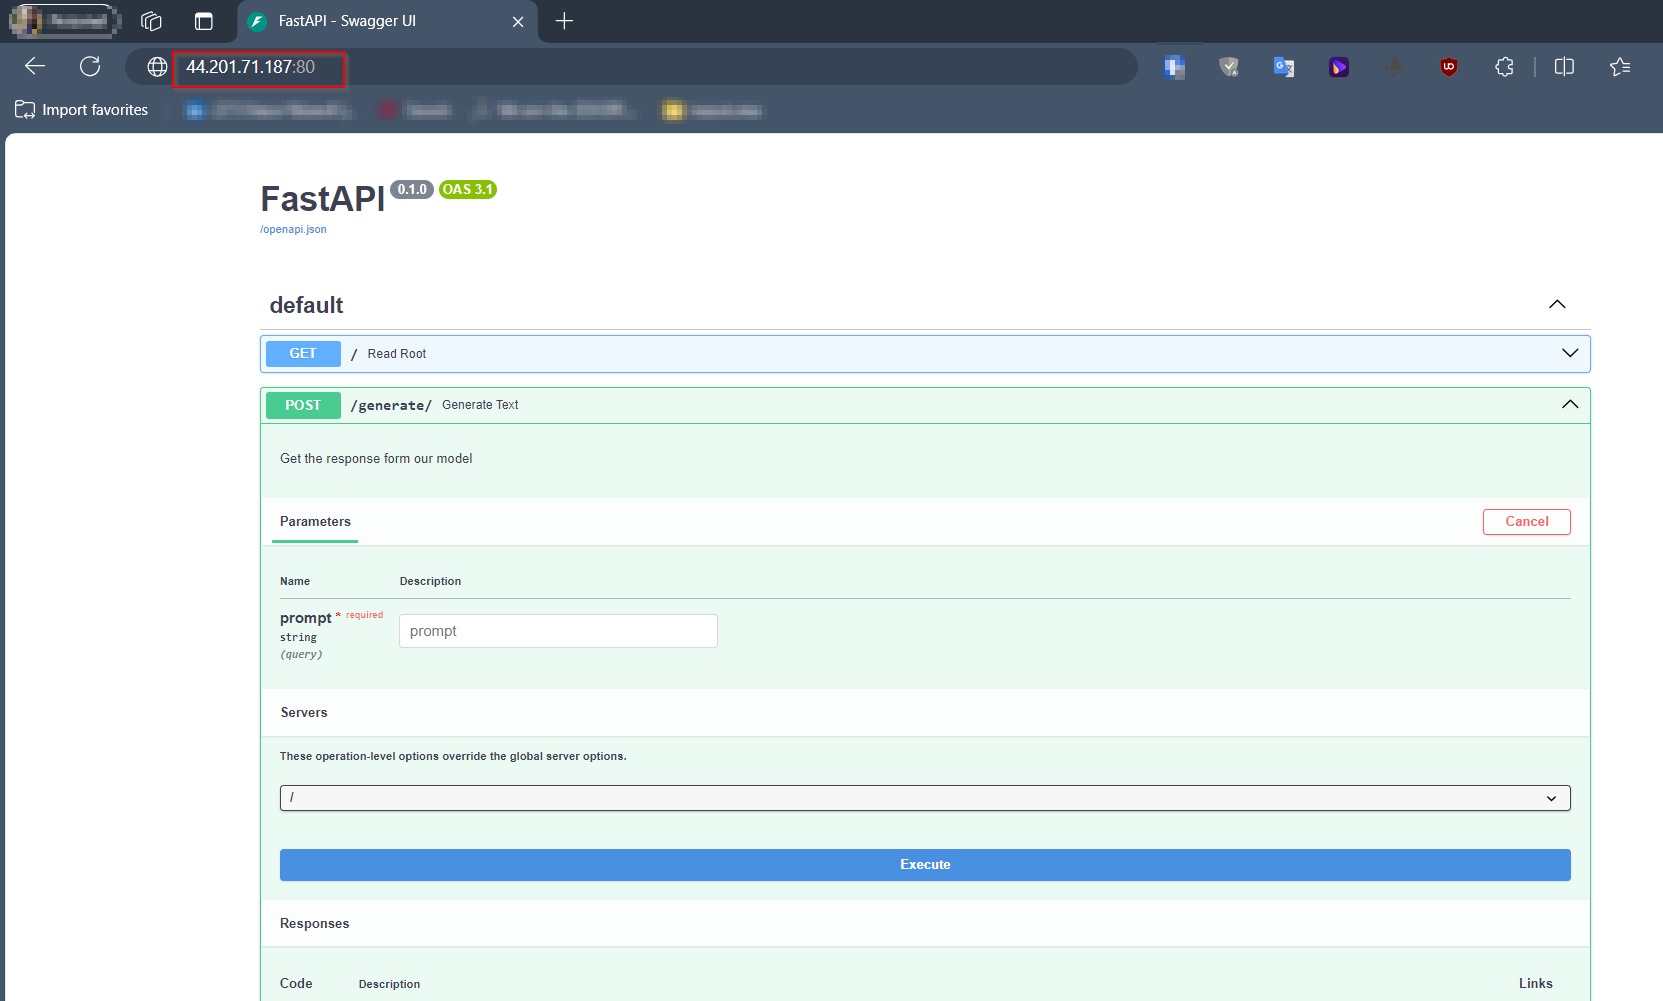 FastAPI - Swagger UI
44.201.71.187:80
Import favorites
FastAPI 0.1.0 OAS 3.1
/openapi.json
default
GET / Read Root
POST /generate/ Generate Text
Get the response form our model
Parameters
Cancel
Name Description
prompt * required
string
(query)
prompt
Servers
These operation-level options override the global server options.
/
Execute
Responses
Code Description Links